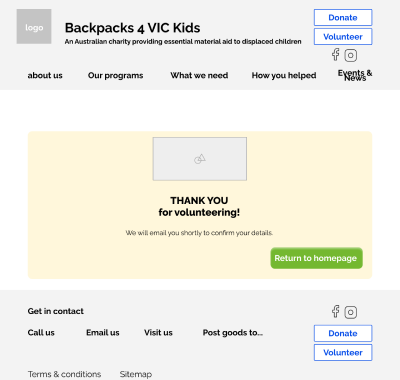 logo
Backpacks 4 VIC Kids
An Australian charity providing essential material aid to displaced children
Donate
Volunteer
about us
Our programs
What we need
How you helped
Events &
News
THANK YOU
for volunteering!
We will email you shortly to confirm your details.
Return to homepage
Get in contact
Call us
Email us
Visit us
Post goods to...
Donate
Volunteer
Terms & conditions
Sitemap